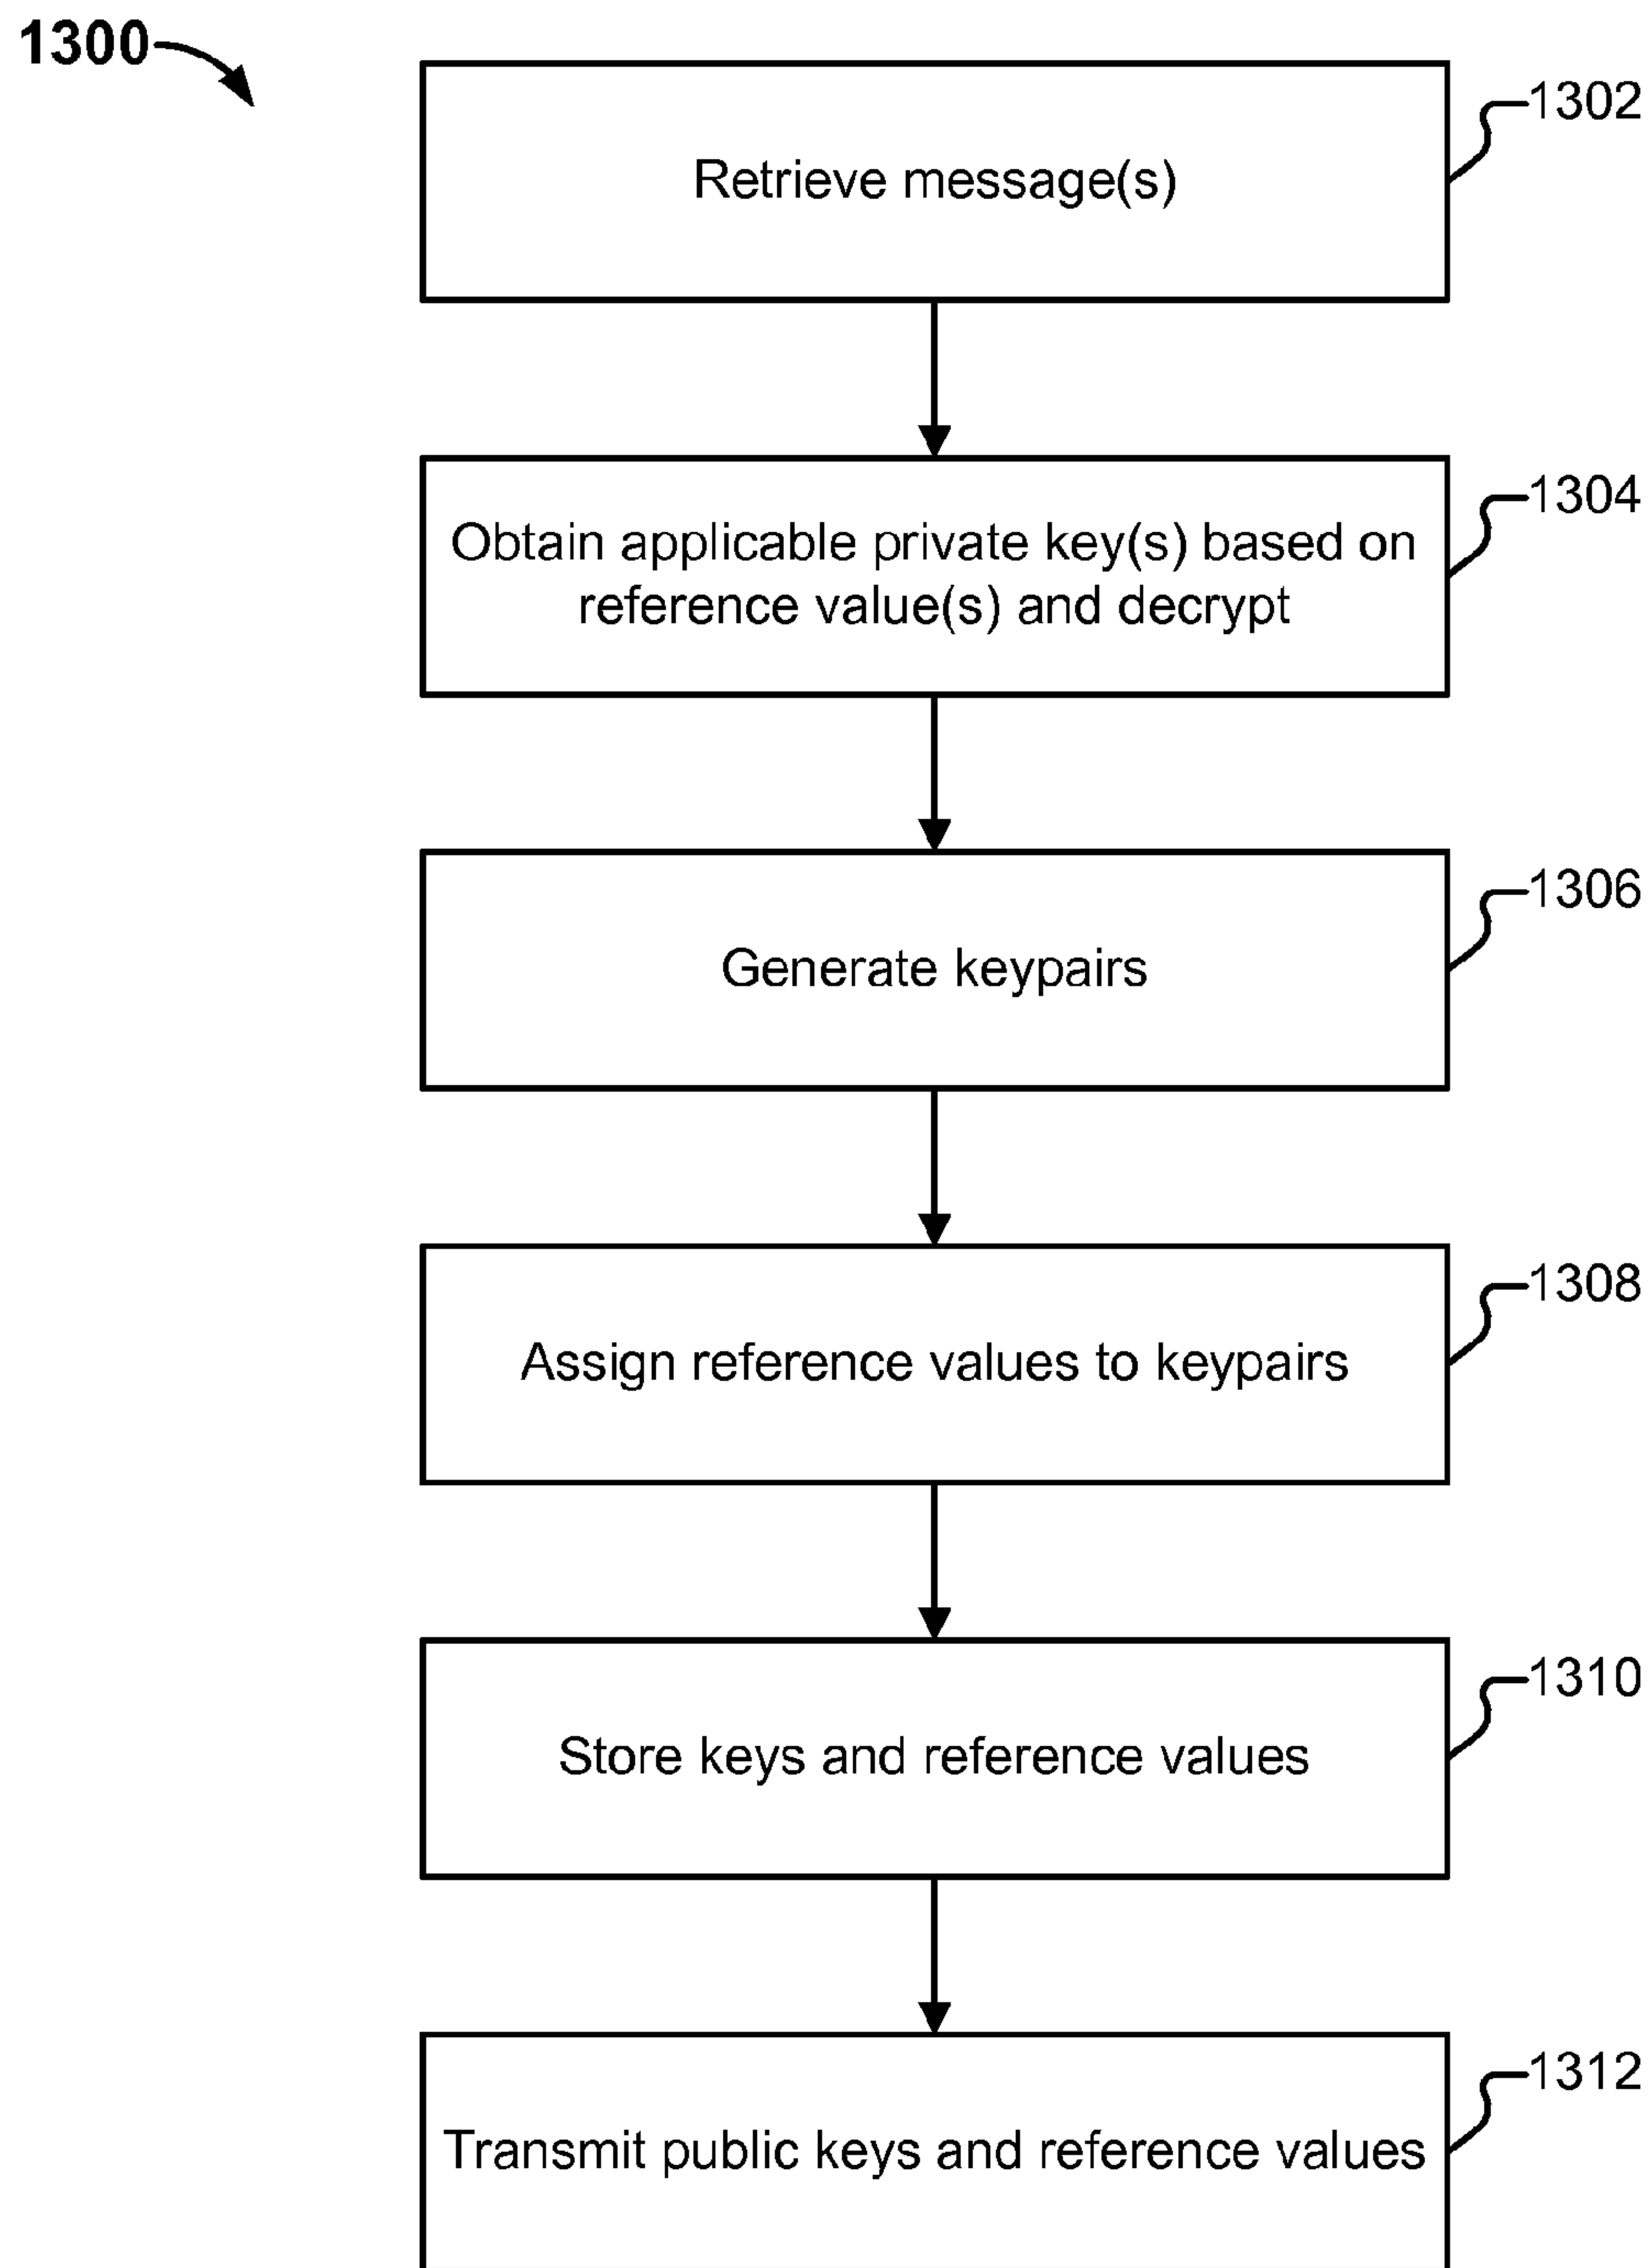 1300
1302
Retrieve message(s)
1304
Obtain applicable private key(s) based on
reference value(s) and decrypt
1306
Generate keypairs
1308
Assign reference values to keypairs
1310
Store keys and reference values
1312
Transmit public keys and reference values